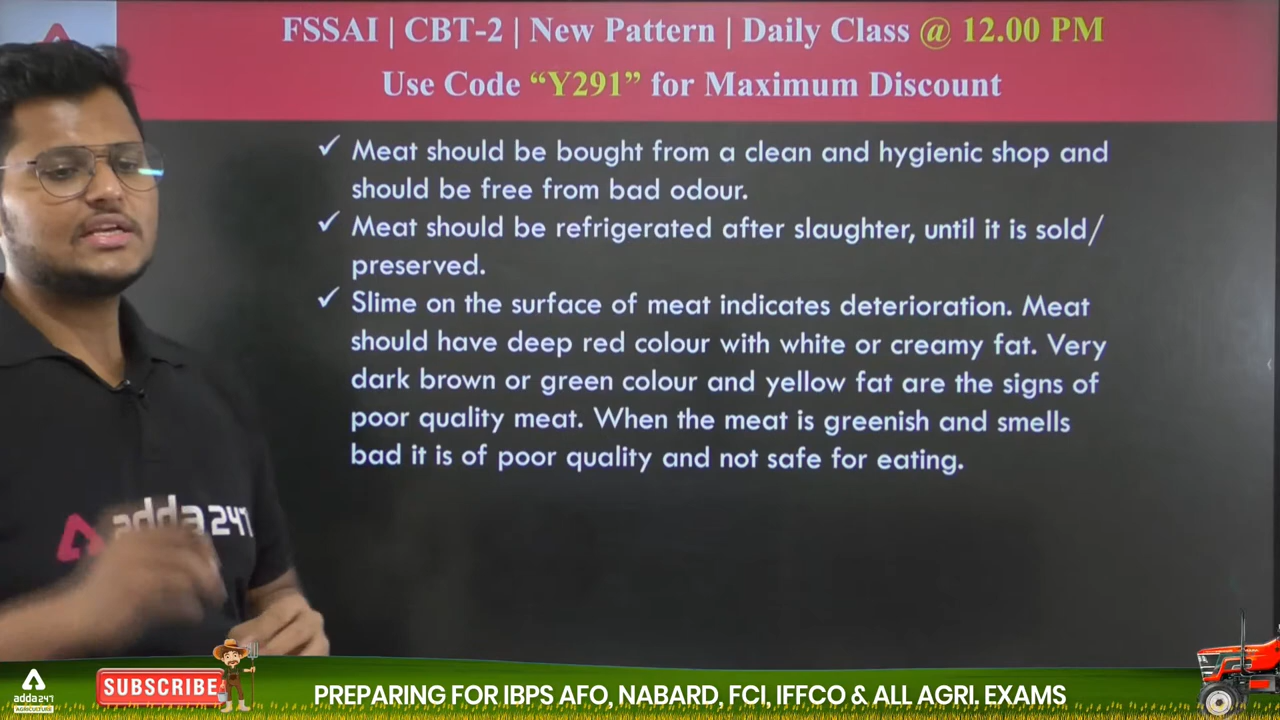 FSSAI | CBT-2 | New Pattern | Daily Class @ 12.00 PM
Use Code “Y291” for Maximum Discount
✓ Meat should be bought from a clean and hygienic shop and
should be free from bad odour.
✓ Meat should be refrigerated after slaughter, until it is sold/
preserved.
✓ Slime on the surface of meat indicates deterioration. Meat
should have deep red colour with white or creamy fat. Very
dark brown or green colour and yellow fat are the signs of
poor quality meat. When the meat is greenish and smells
bad it is of poor quality and not safe for eating.
adda247
adda247
AGRICULTURE
SUBSCRIBE
PREPARING FOR IBPS AFO, NABARD, FCI, IFFCO & ALL AGRI. EXAMS